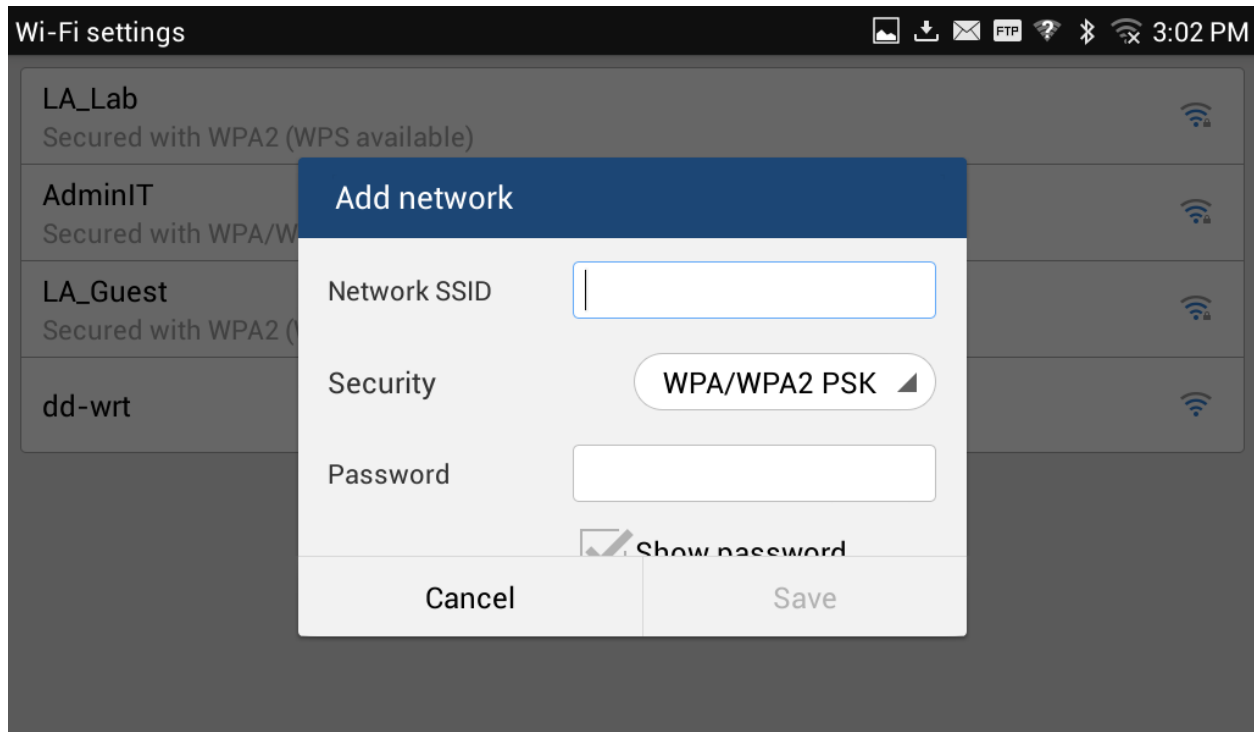 Wi-Fi settings FTP 3:02 PM
LA_Lab
Secured with WPA2 (WPS available)
AdminIT
Secured with WPA/W
LA_Guest
Secured with WPA2 (
dd-wrt
Add network
Network SSID
Security WPA/WPA2 PSK
Password
Show password
Cancel Save